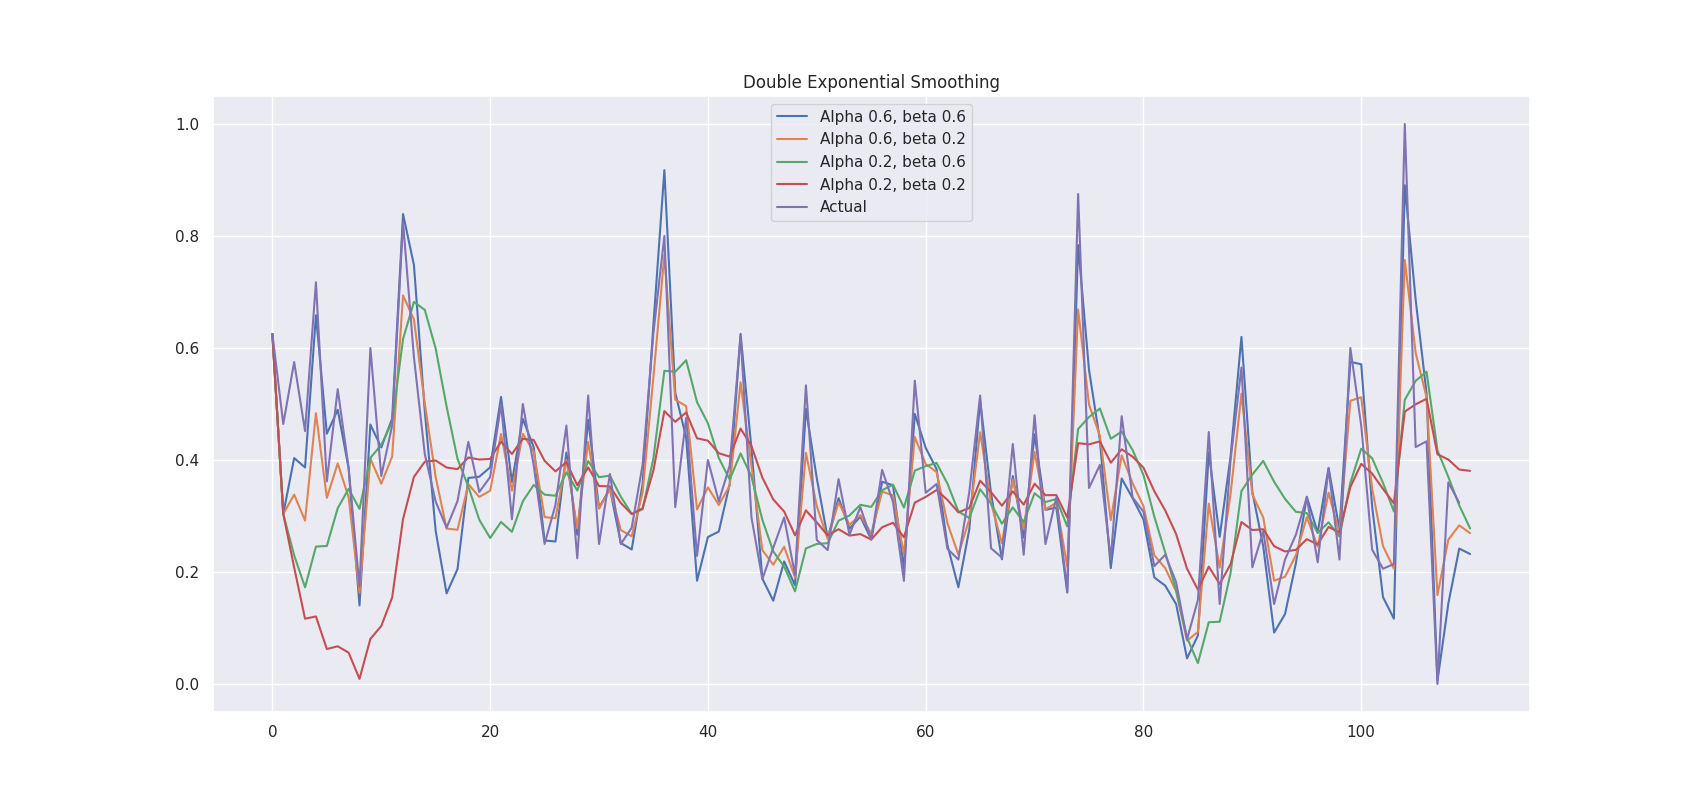 Double Exponential Smoothing
Alpha 0.6, beta 0.6
Alpha 0.6, beta 0.2
Alpha 0.2, beta 0.6
Alpha 0.2, beta 0.2
Actual
1.0
0.8
0.6
0.4
0.2
0.0
0 20 40 60 80 100